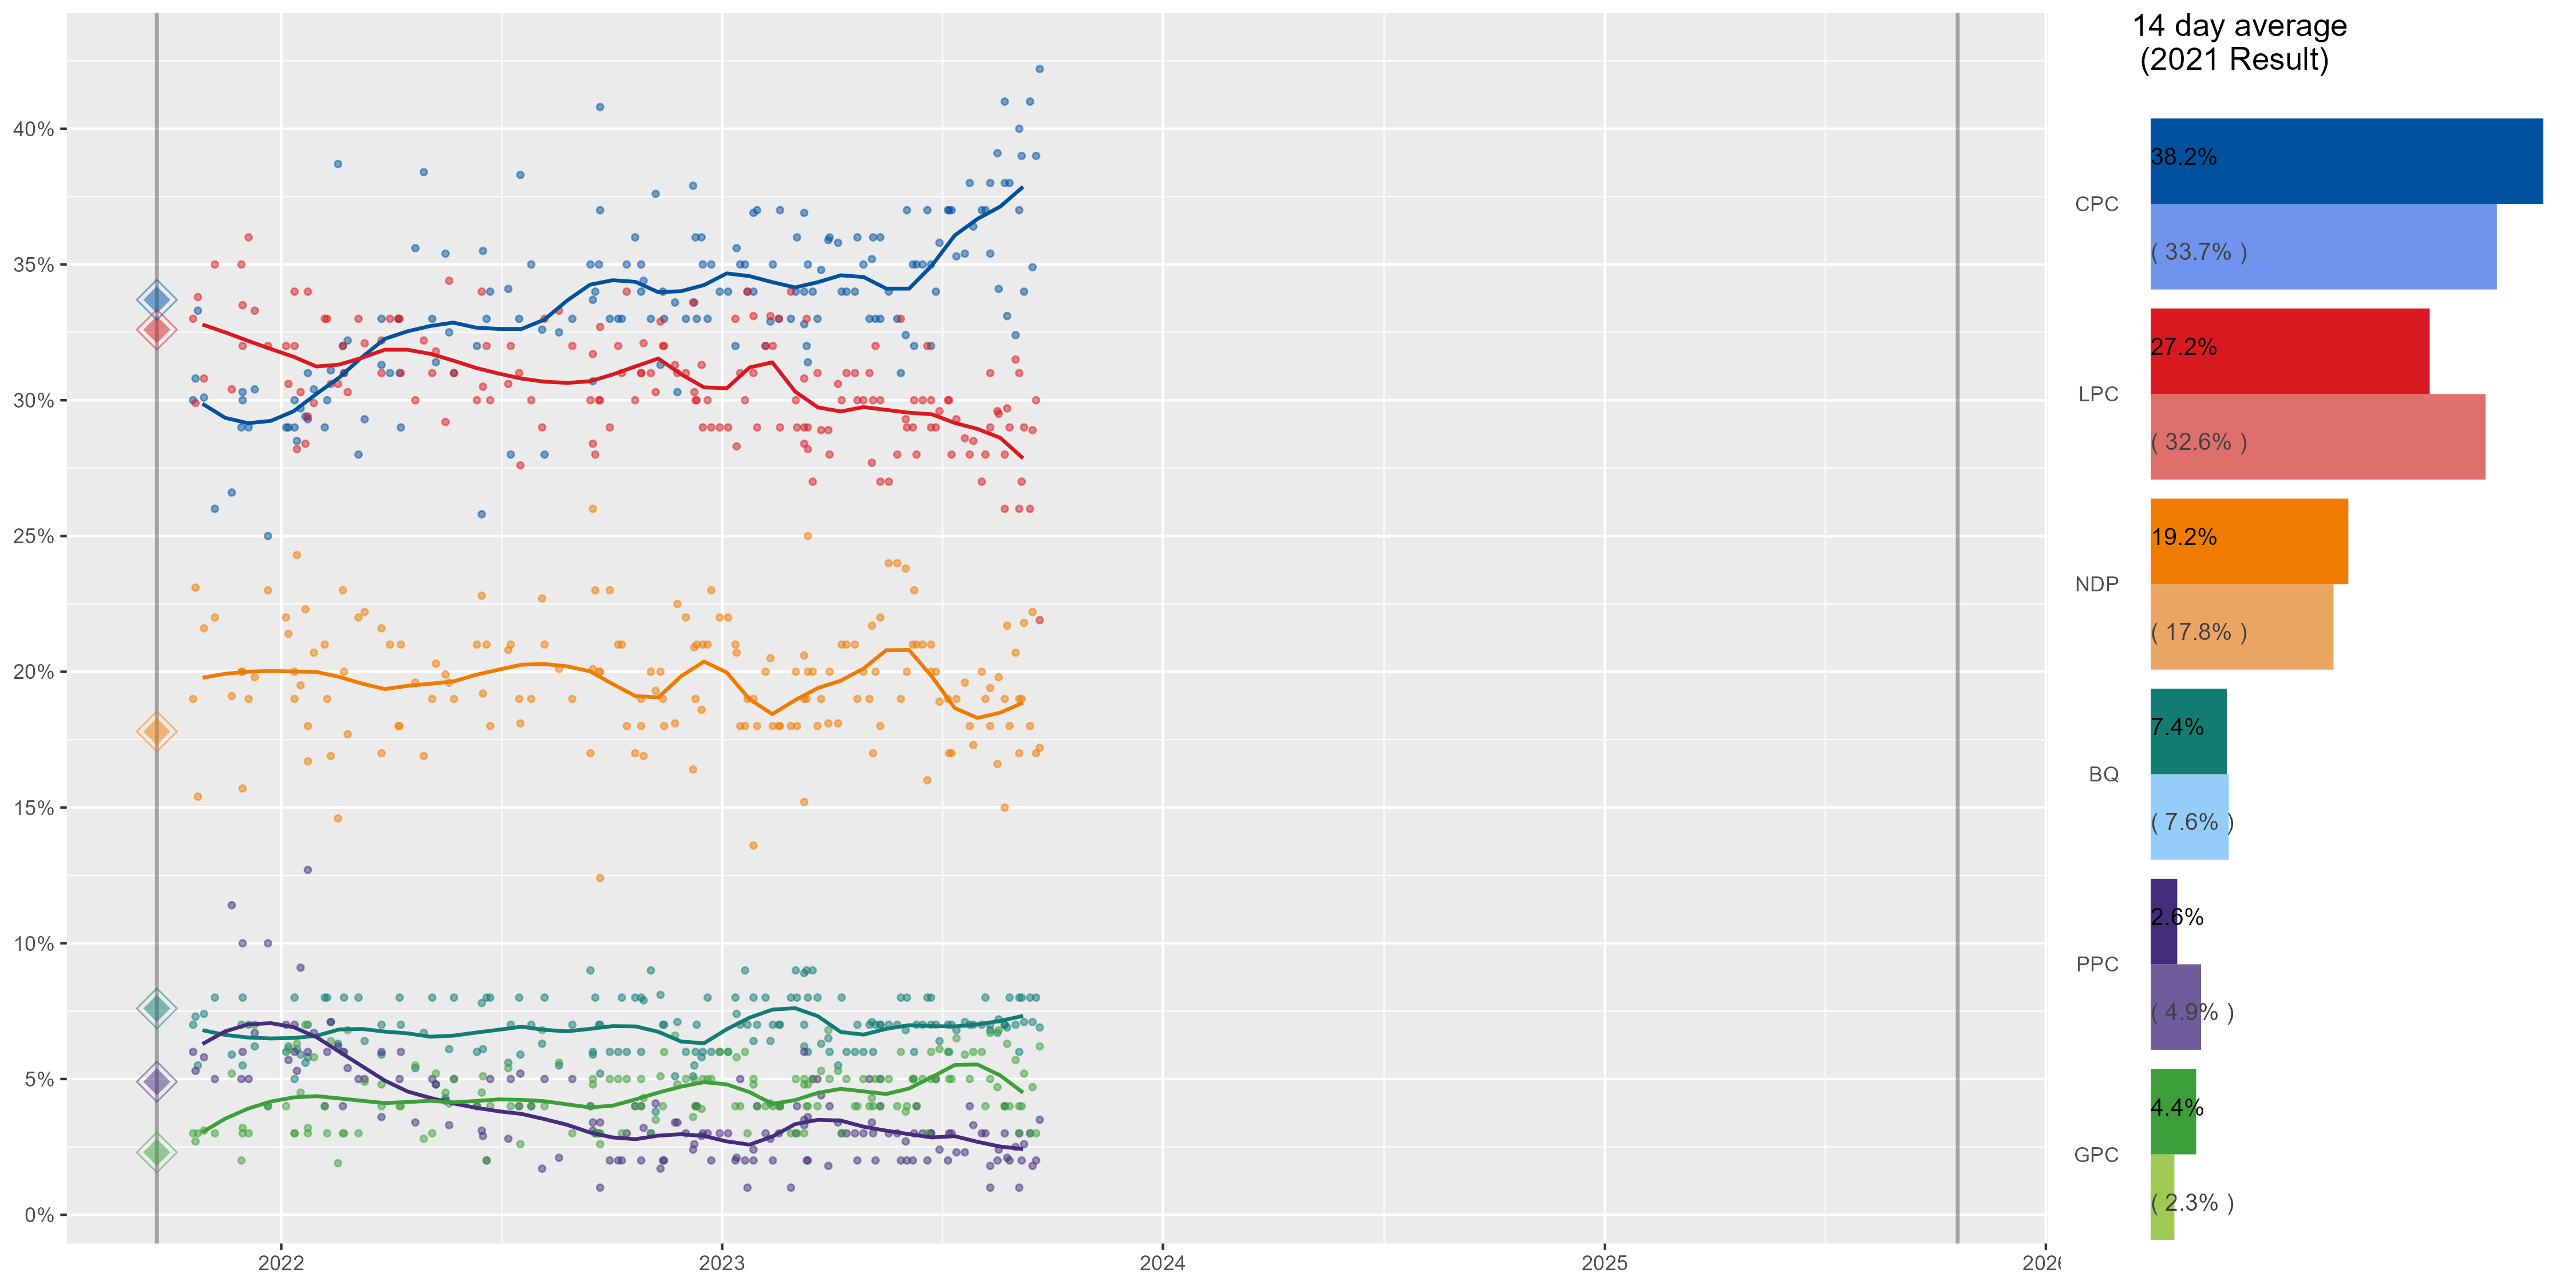 14 day average
(2021 Result)
40%
35%
30%
25%
20%
15%
10%
5%
0%
2022
2023
2024
2025
CPC
38.2%
( 33.7% )
LPC
27.2%
( 32.6% )
NDP
19.2%
( 17.8% )
BQ
7.4%
( 7.6% )
PPC
2.6%
( 4.9% )
GPC
4.4%
( 2.3% )